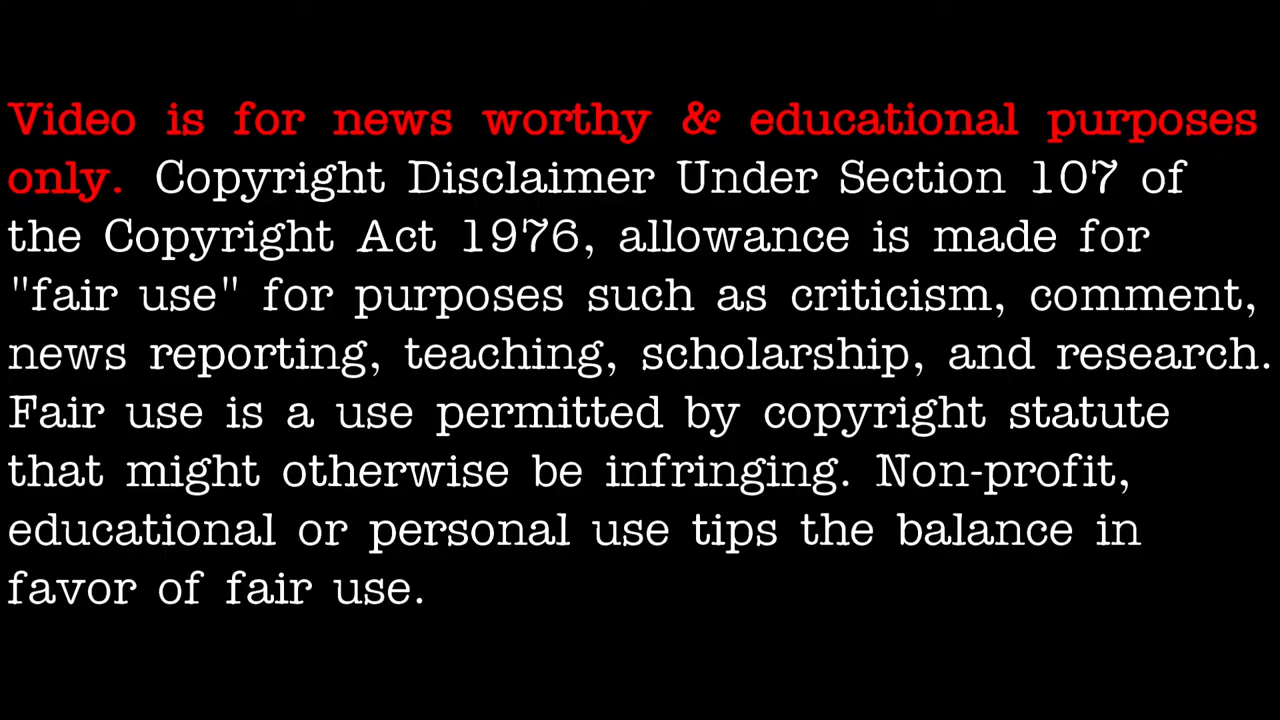 Video is for news worthy & educational purposes
only. Copyright Disclaimer Under Section 107 of
the Copyright Act 1976, allowance is made for
"fair use" for purposes such as criticism, comment,
news reporting, teaching, scholarship, and research.
Fair use is a use permitted by copyright statute
that might otherwise be infringing. Non-profit,
educational or personal use tips the balance in
favor of fair use.